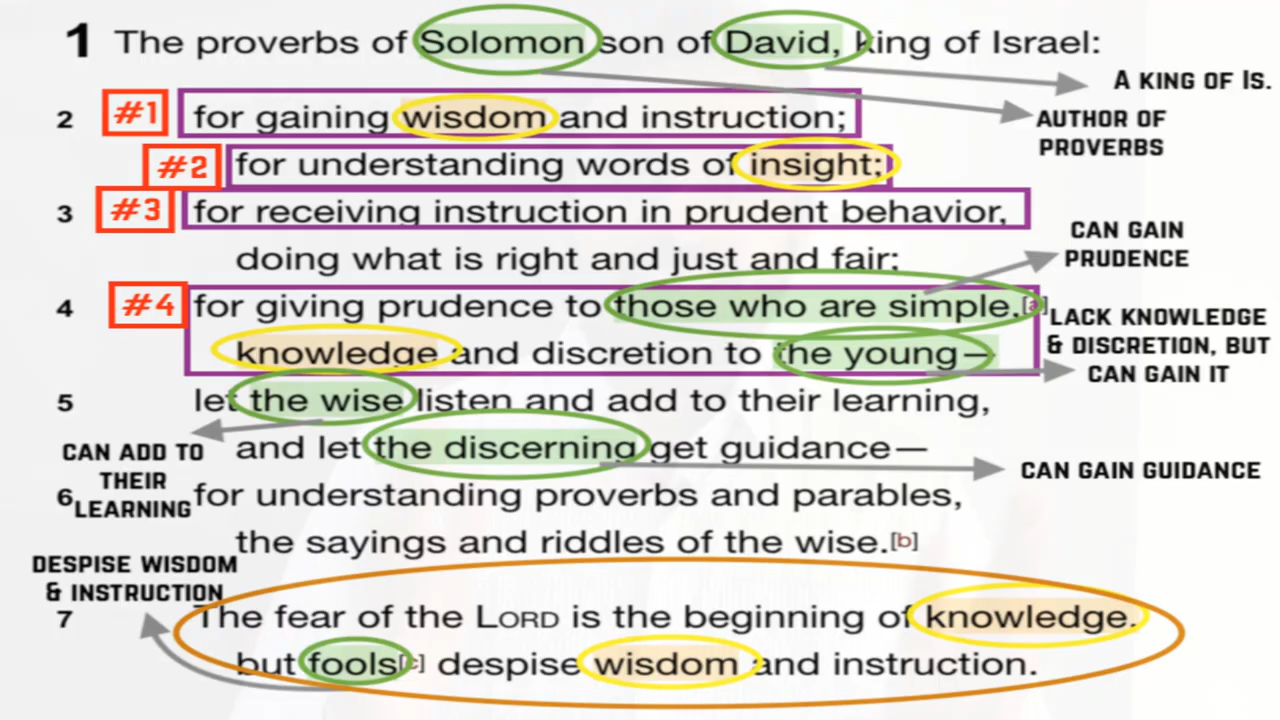 1 The proverbs of Solomon son of David, king of Israel:
A KING OF IS.
AUTHOR OF
PROVERBS
2 #1 for gaining wisdom and instruction;
#2 for understanding words of insight;
3 #3 for receiving instruction in prudent behavior,
doing what is right and just and fair;
CAN GAIN
PRUDENCE
4 #4 for giving prudence to those who are simple,[a]
knowledge and discretion to the young—
LACK KNOWLEDGE
& DISCRETION, BUT
CAN GAIN IT
5 let the wise listen and add to their learning,
and let the discerning get guidance—
CAN ADD TO
THEIR
LEARNING
CAN GAIN GUIDANCE
6 for understanding proverbs and parables,
the sayings and riddles of the wise.[b]
DESPISE WISDOM
& INSTRUCTION
7 The fear of the LORD is the beginning of knowledge,
but fools[c] despise wisdom and instruction.